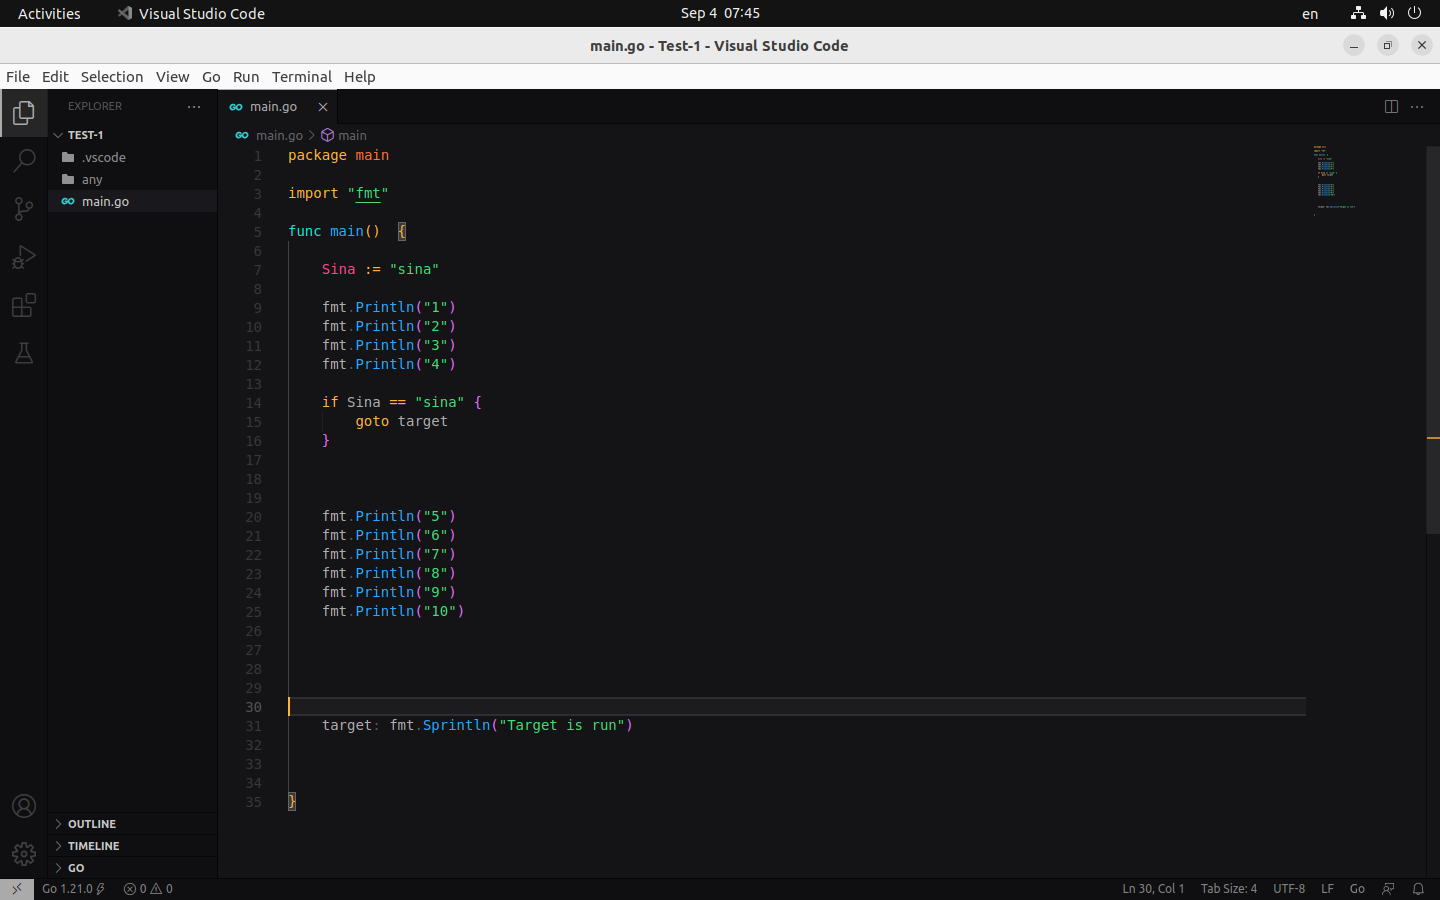 Activities Visual Studio Code Sep 4 07:45 en
main.go - Test-1 - Visual Studio Code
File Edit Selection View Go Run Terminal Help
EXPLORER
TEST-1
.vscode
any
main.go
OUTLINE
TIMELINE
GO
main.go
main.go > main
1 package main
2
3 import "fmt"
4
5 func main()  {
6
7     Sina := "sina"
8
9     fmt.Println("1")
10     fmt.Println("2")
11     fmt.Println("3")
12     fmt.Println("4")
13
14     if Sina == "sina" {
15         goto target
16     }
17
18
19
20     fmt.Println("5")
21     fmt.Println("6")
22     fmt.Println("7")
23     fmt.Println("8")
24     fmt.Println("9")
25     fmt.Println("10")
26
27
28
29
30
31     target: fmt.Sprintln("Target is run")
32
33
34
35 }
Go 1.21.0 0 0 Ln 30, Col 1 Tab Size: 4 UTF-8 LF Go